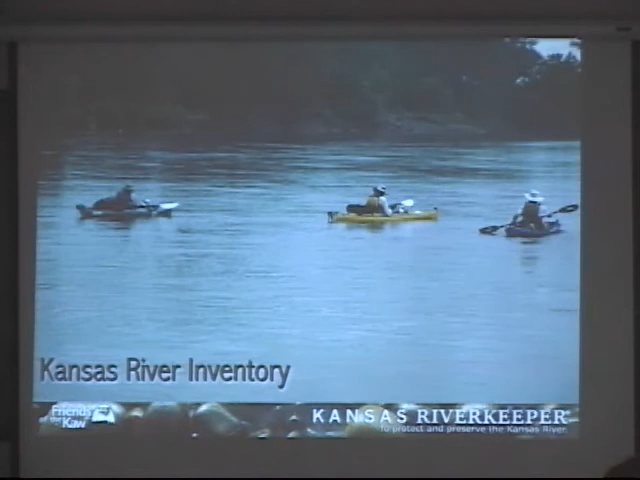 Kansas River Inventory
Friends
of the Kaw
KANSAS RIVERKEEPER
To protect and preserve the Kansas River.